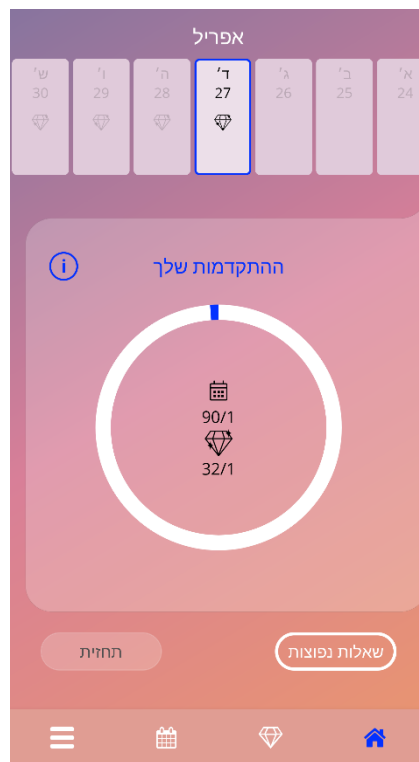 אפריל
א׳ ב׳ ג׳ ד׳ ה׳ ו׳ ש׳
24 25 26 27 28 29 30
ההתקדמות שלך
i
90/1
32/1
שאלות נפוצות
תחזית